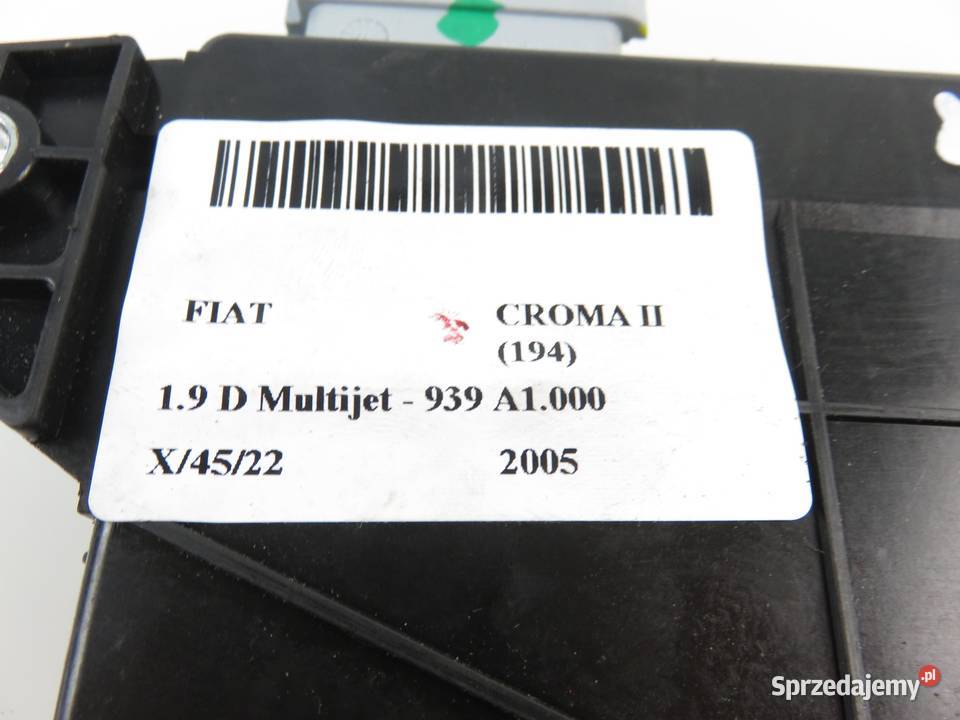 FIAT CROMA II
(194)
1.9 D Multijet - 939 A1.000
X/45/22 2005
Sprzedajemy.pl